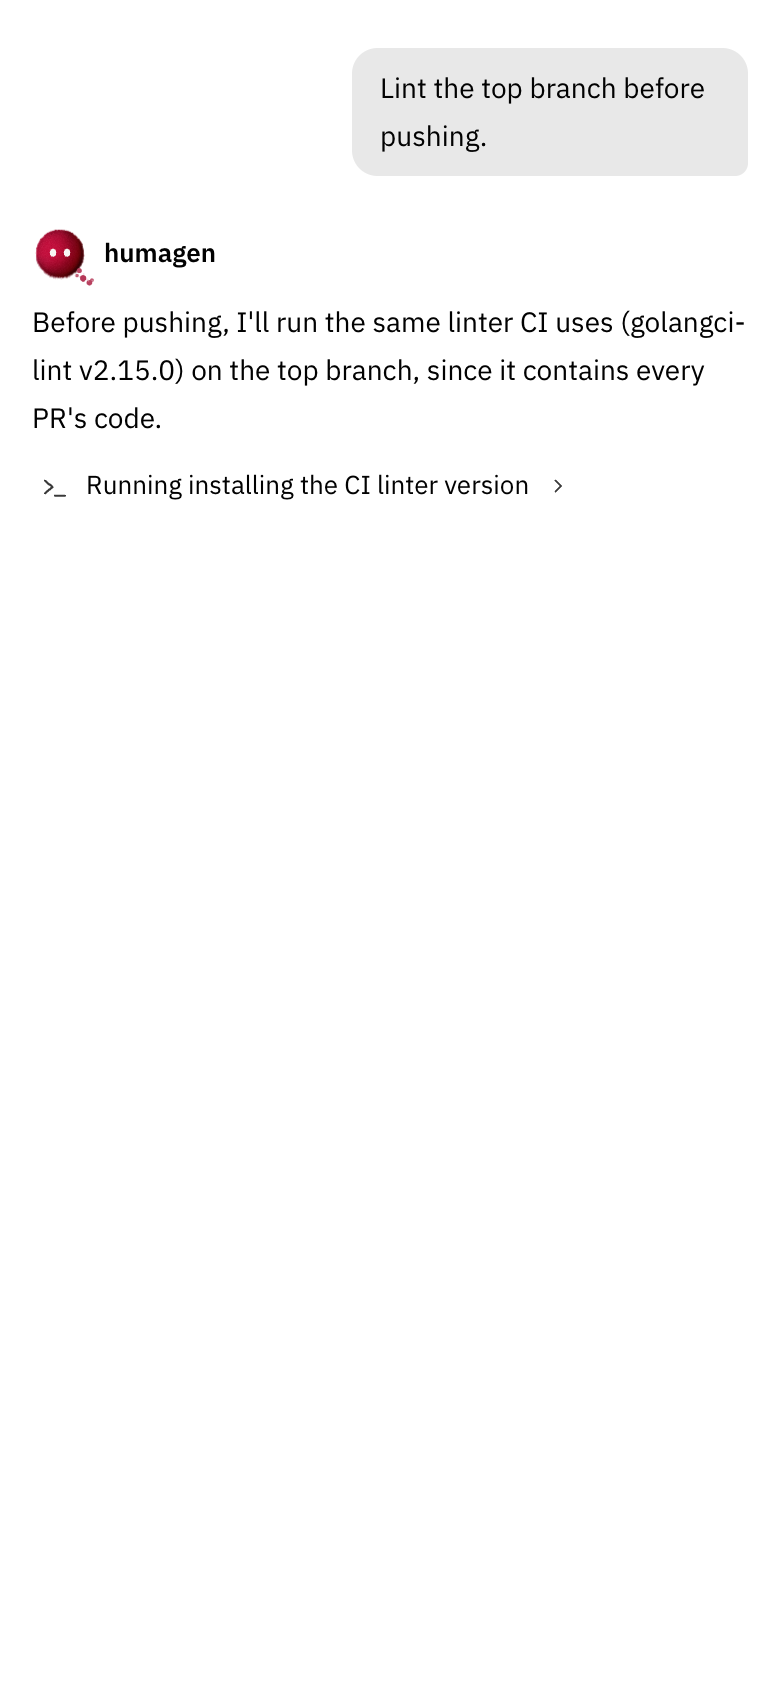 Lint the top branch before
pushing.
humagen
Before pushing, I'll run the same linter CI uses (golangci-
lint v2.15.0) on the top branch, since it contains every
PR's code.
>_ Running installing the CI linter version >